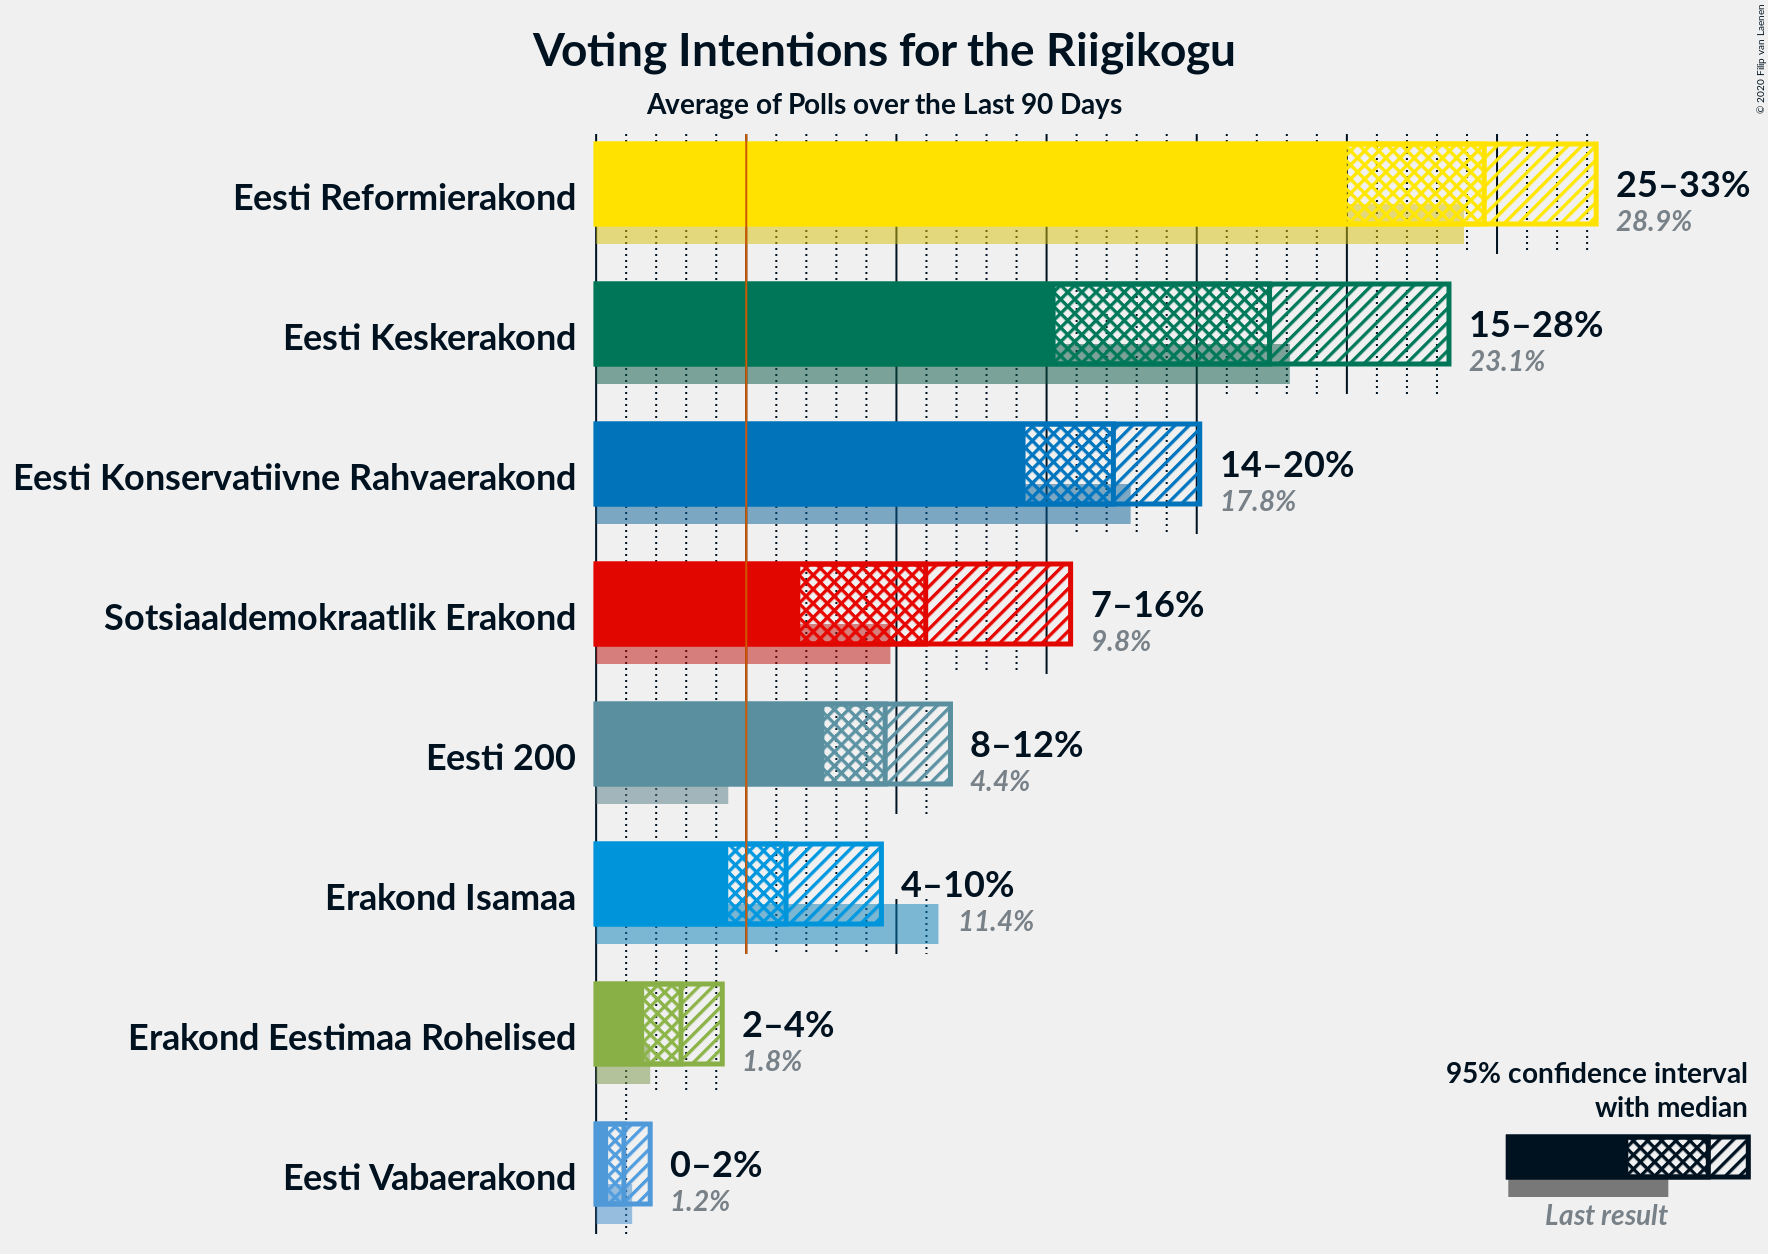 Voting Intentions for the Riigikogu
Average of Polls over the Last 90 Days
© 2020 Filip van Laenen
Eesti Reformierakond
25–33%
28.9%
Eesti Keskerakond
15–28%
23.1%
Eesti Konservatiivne Rahvaerakond
14–20%
17.8%
Sotsiaaldemokraatlik Erakond
7–16%
9.8%
Eesti 200
8–12%
4.4%
Erakond Isamaa
4–10%
11.4%
Erakond Eestimaa Rohelised
2–4%
1.8%
Eesti Vabaerakond
0–2%
1.2%
95% confidence interval
with median
Last result